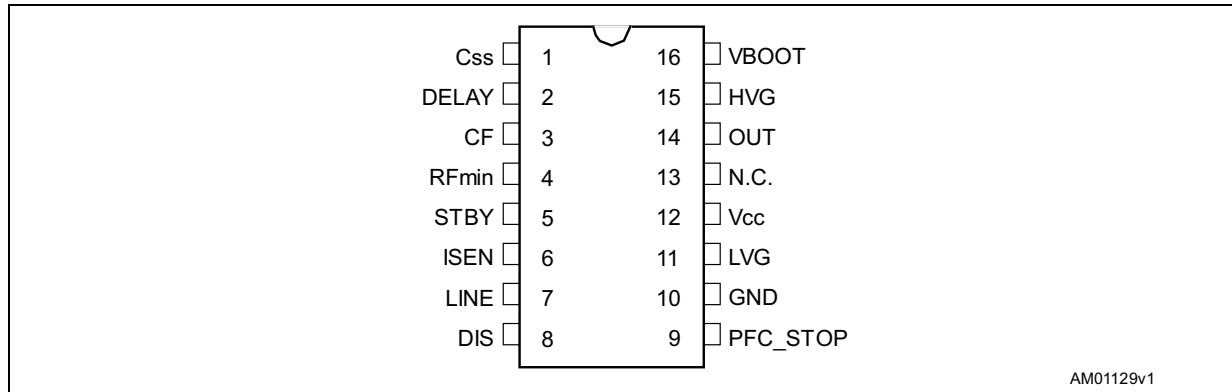 Css 1 16 VBOOT
DELAY 2 15 HVG
CF 3 14 OUT
RFmin 4 13 N.C.
STBY 5 12 Vcc
ISEN 6 11 LVG
LINE 7 10 GND
DIS 8 9 PFC_STOP
AM01129v1